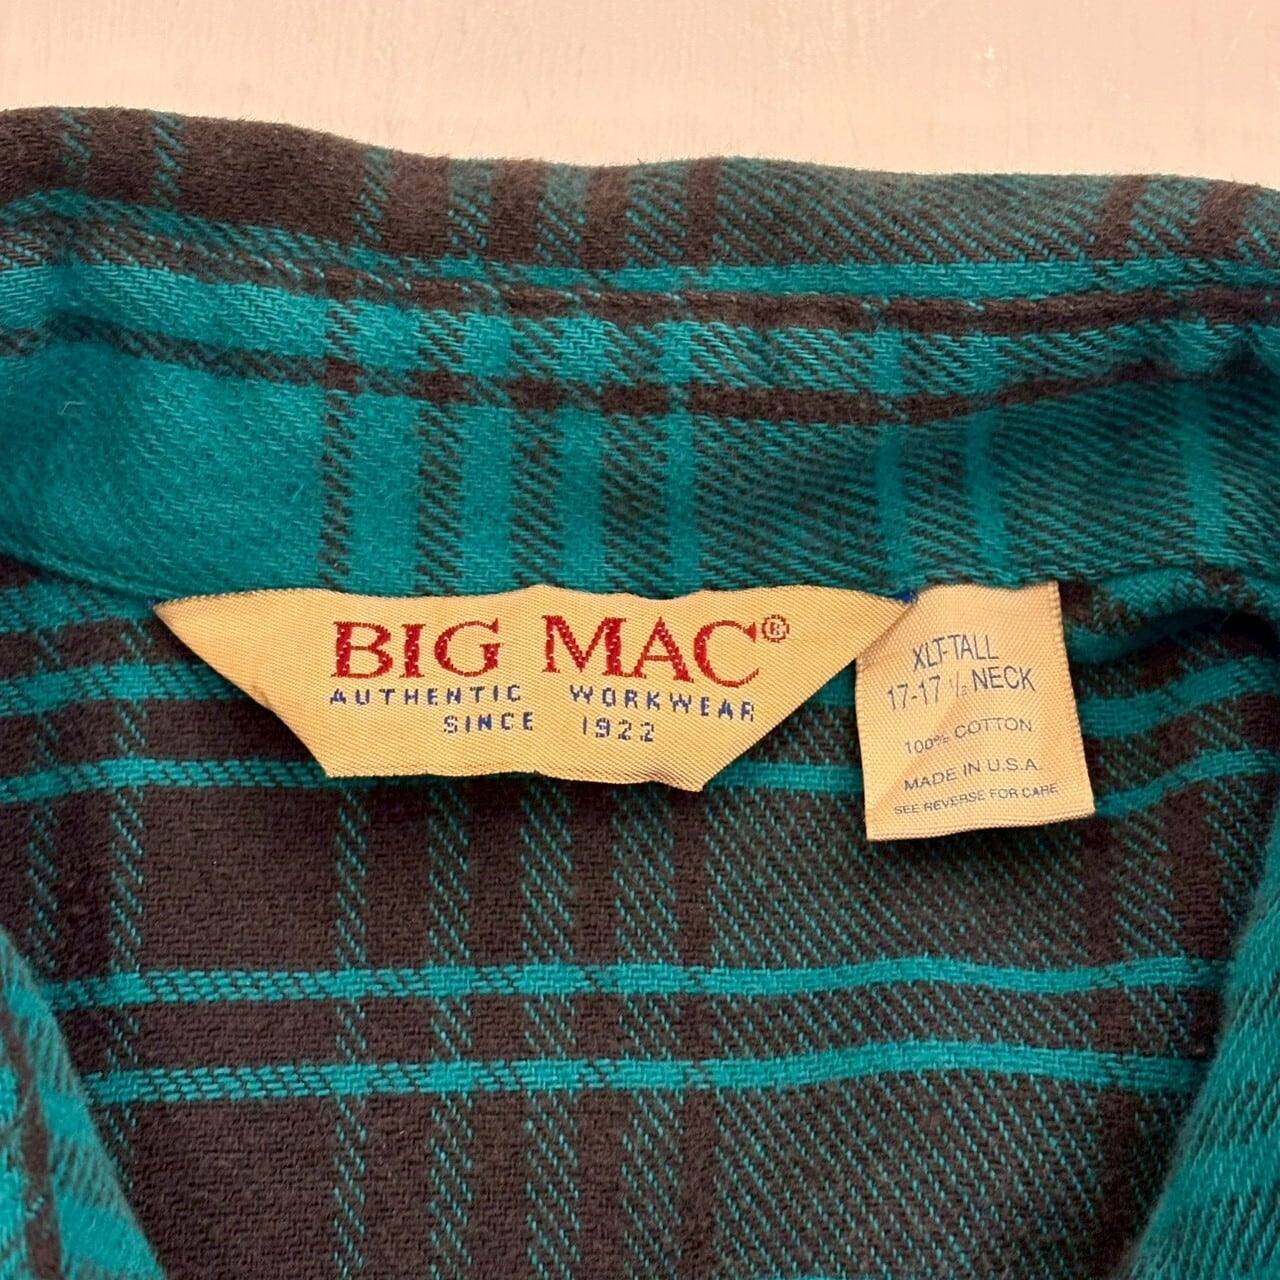 BIG MAC®
AUTHENTIC WORKWEAR
SINCE 1922
XLT-TALL
17-17 ½ NECK
100% COTTON
MADE IN U.S.A.
SEE REVERSE FOR CARE